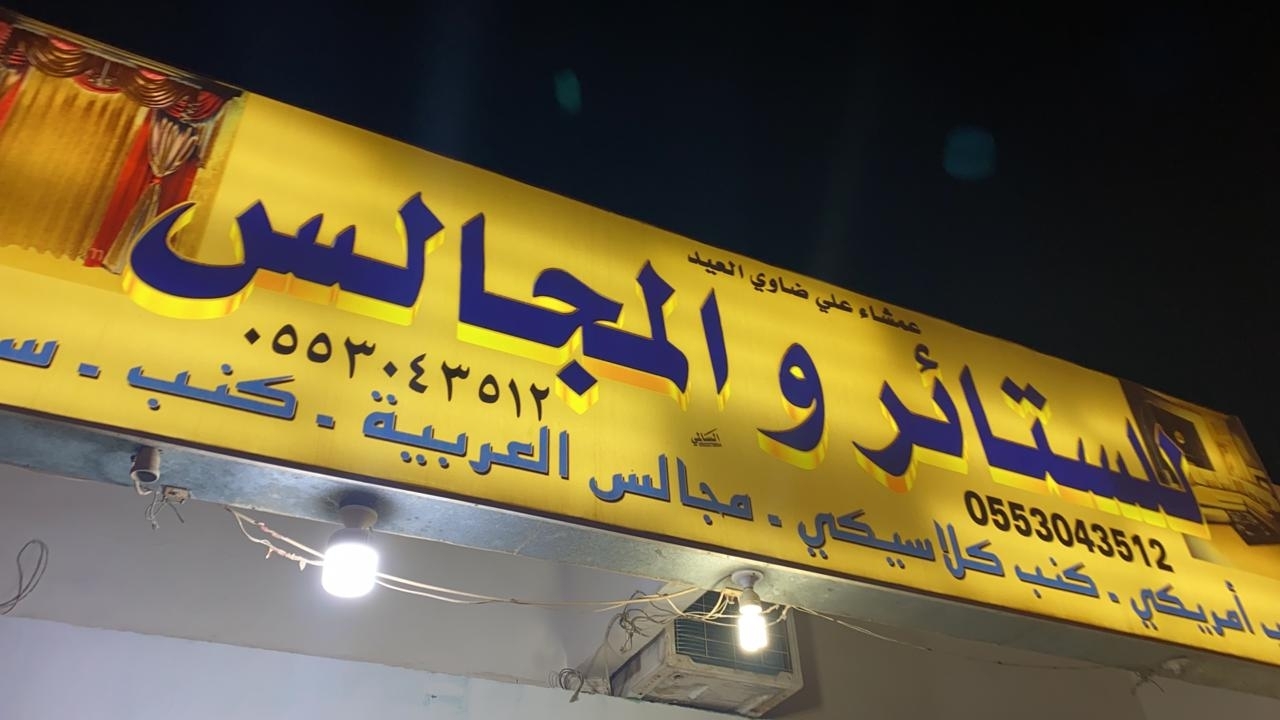 عمشاء علي ضاوي العيد
للستائر و المجالس
0553043512
٠٥٥٣٠٤٣٥١٢
أمريكي . كنب كلاسيكي . مجالس العربية . كنب .